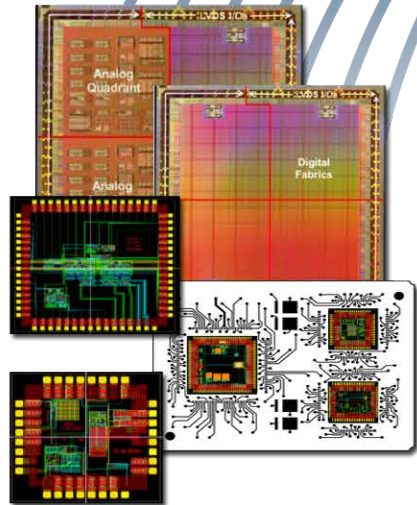 LVDS I/Os
Analog
Quadrant
LVDS I/Os
Analog
Digital
Fabrics